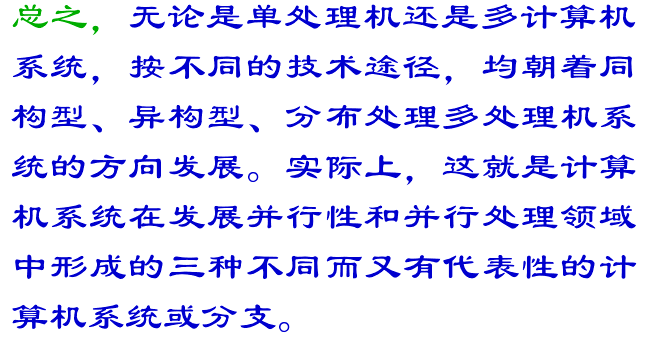 总之，无论是单处理机还是多计算机
系统，按不同的技术途径，均朝着同
构型、异构型、分布处理多处理机系
统的方向发展。实际上，这就是计算
机系统在发展并行性和并行处理领域
中形成的三种不同而又有代表性的计
算机系统或分支。